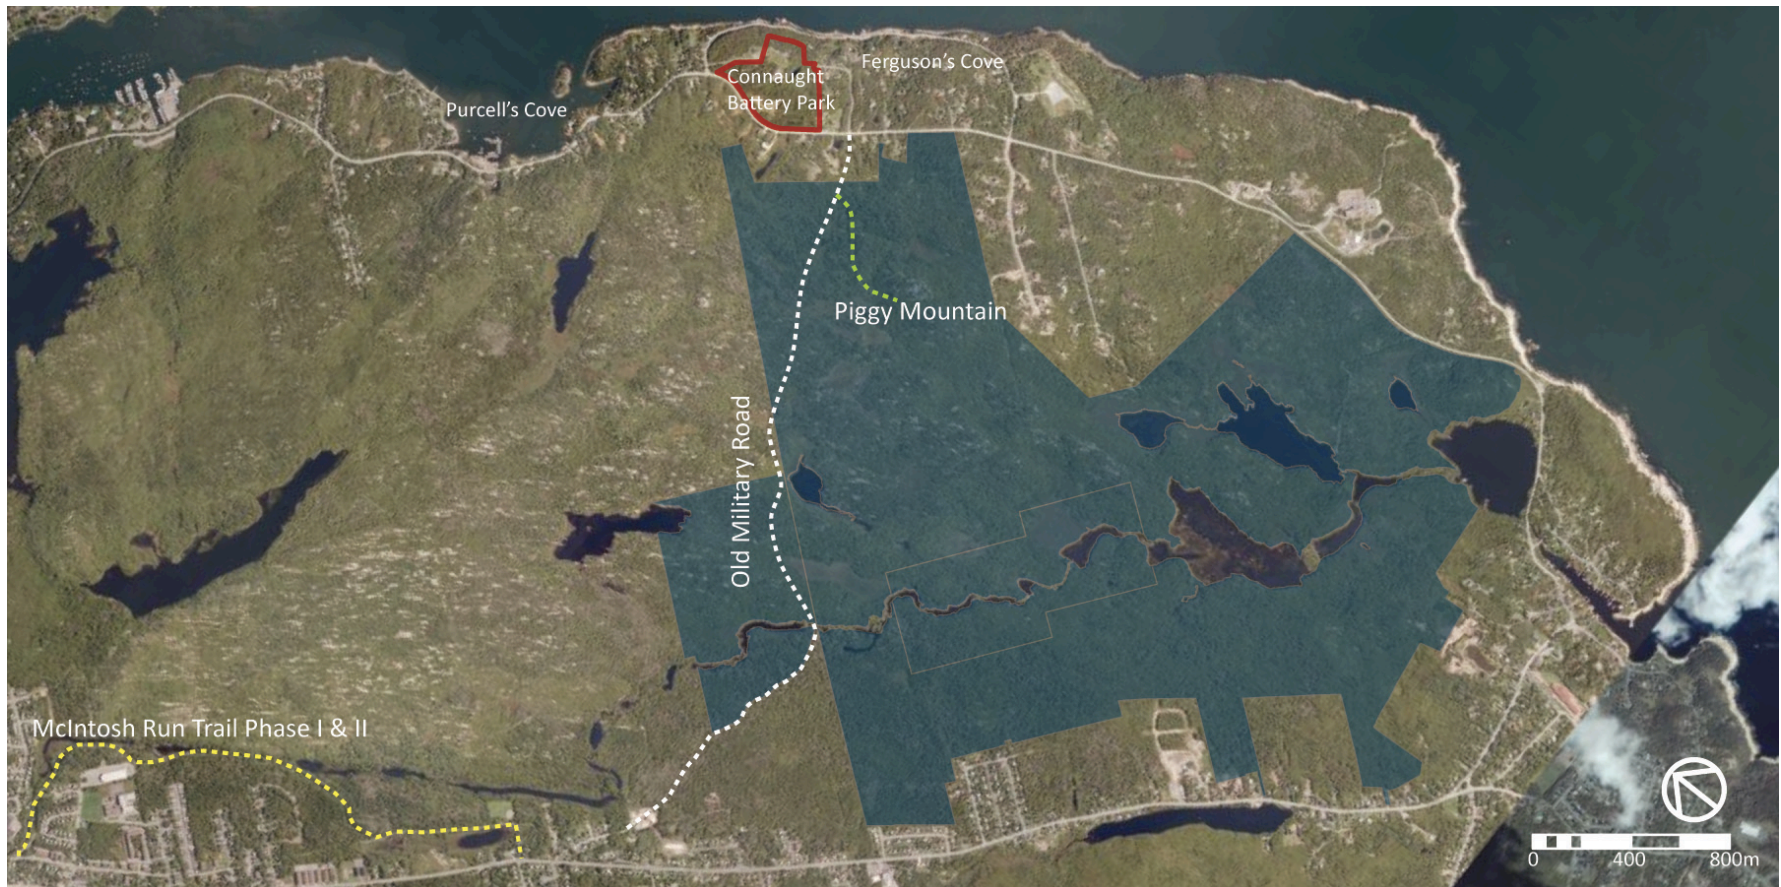 Ferguson's Cove
Connaught
Battery Park
Purcell's Cove
Piggy Mountain
Old Military Road
McIntosh Run Trail Phase I & II
0 400 800m